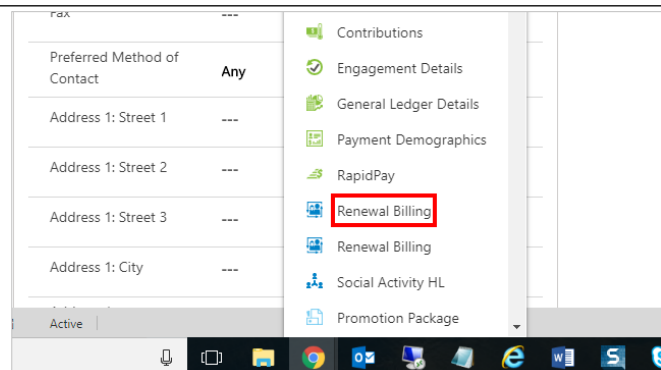 Fax ---
Preferred Method of
Contact Any
Address 1: Street 1 ---
Address 1: Street 2 ---
Address 1: Street 3 ---
Address 1: City ---
Active
Contributions
Engagement Details
General Ledger Details
Payment Demographics
RapidPay
Renewal Billing
Renewal Billing
Social Activity HL
Promotion Package